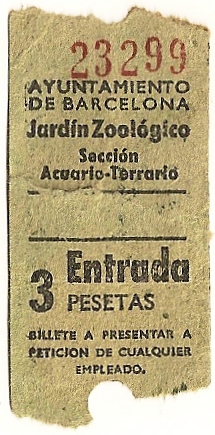 23299
AYUNTAMIENTO
DE BARCELONA
Jardín Zoológico
Sección
Acuario-Terrario
3 Entrada
PESETAS
BILLETE A PRESENTAR A
PETICION DE CUALQUIER
EMPLEADO.